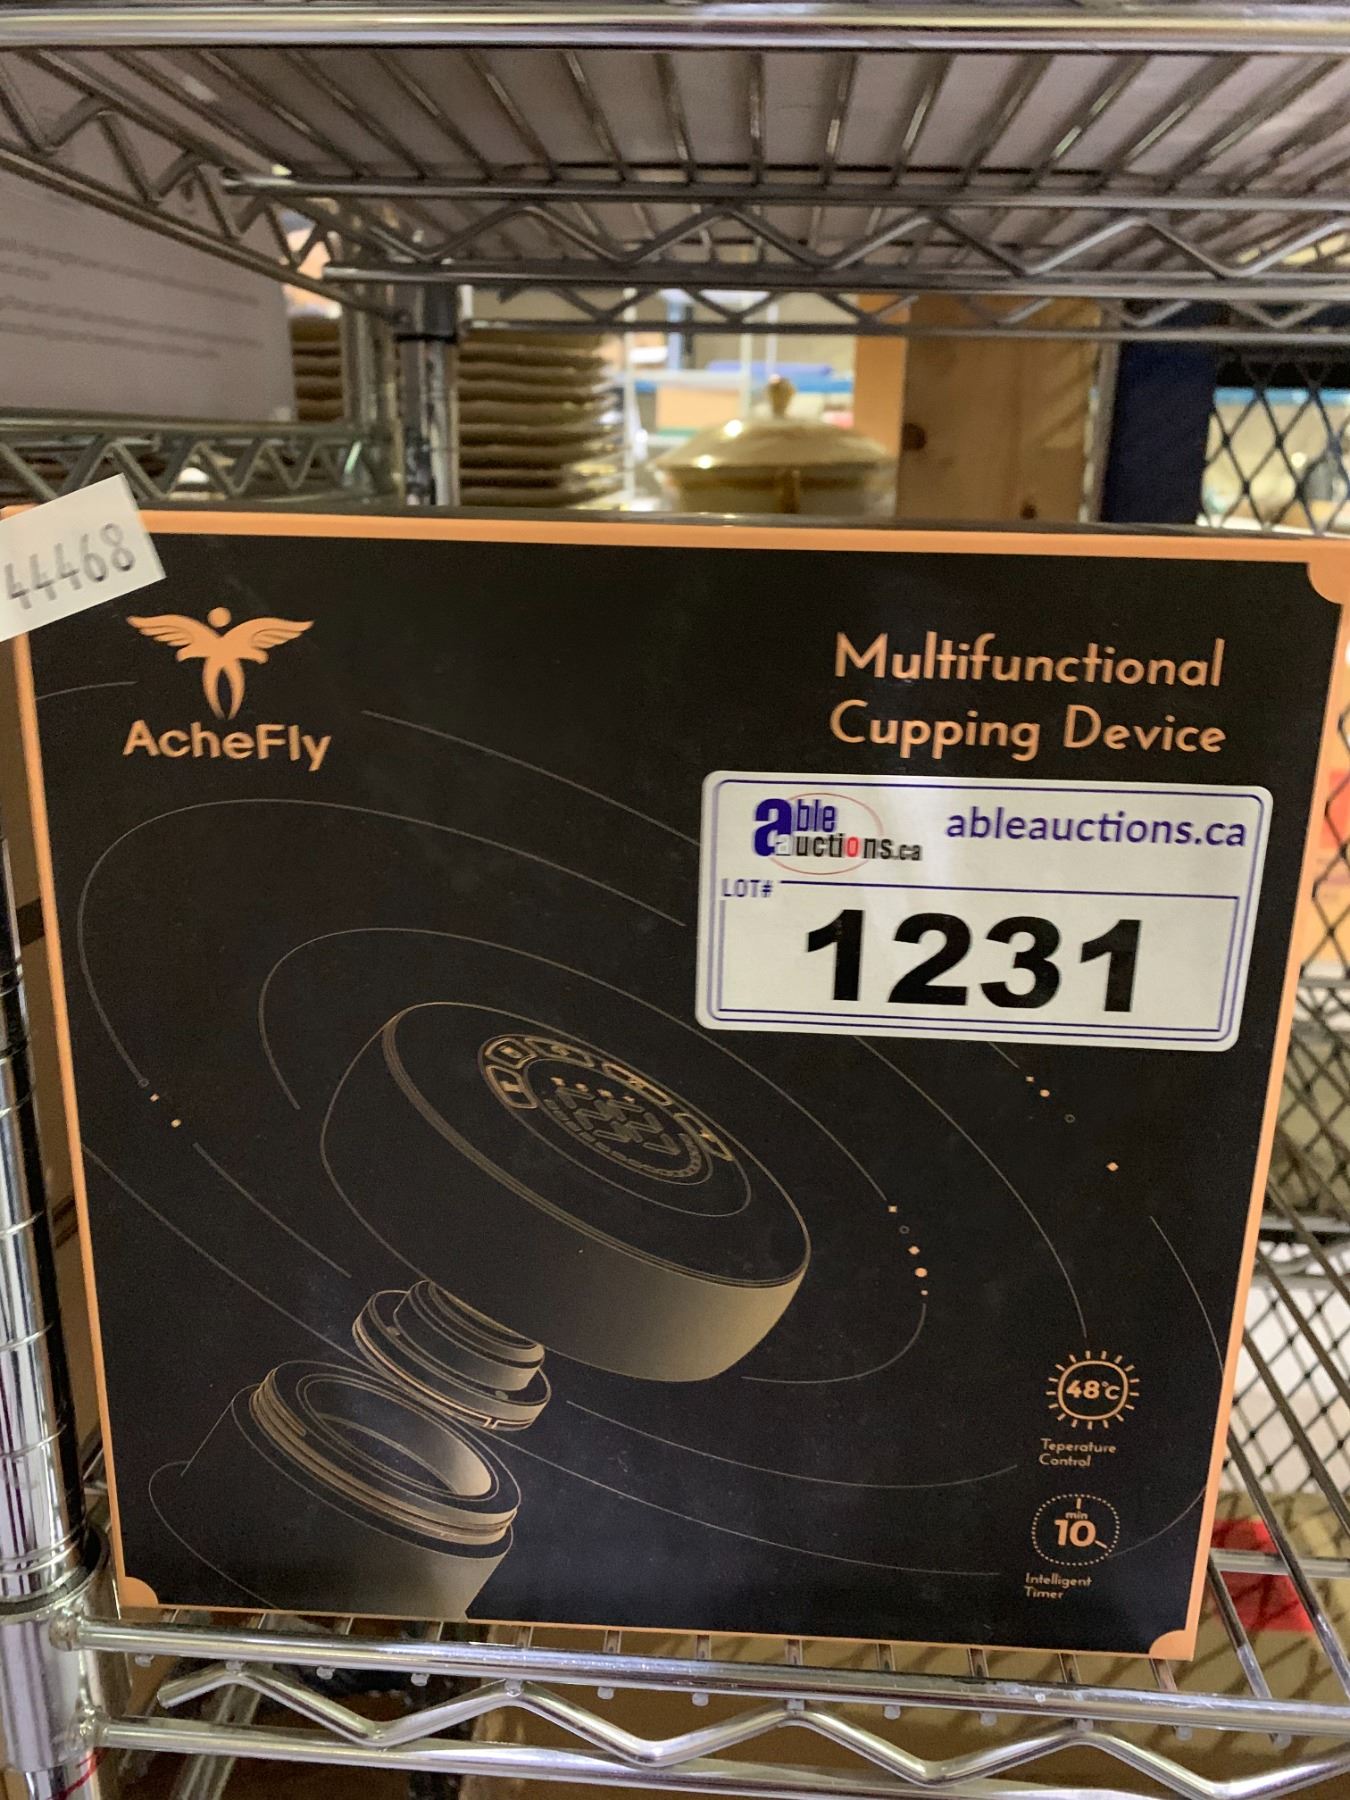 44468
AcheFly
Multifunctional
Cupping Device
able
auctions.ca
ableauctions.ca
LOT#
1231
48°C
Teperature
Control
min
10
Intelligent
Timer